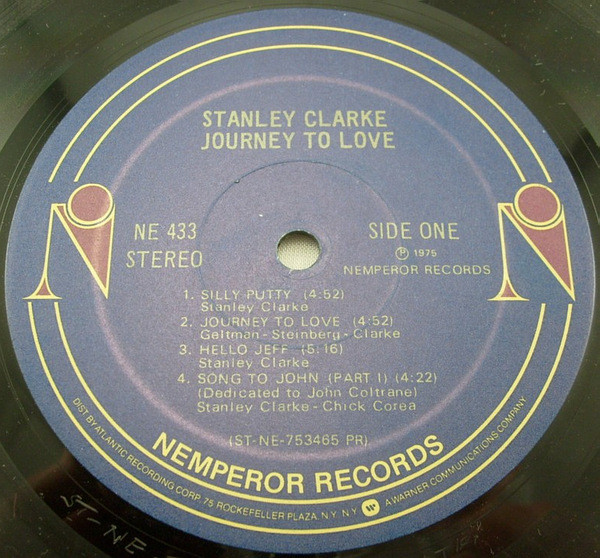 STANLEY CLARKE
JOURNEY TO LOVE
NE 433
STEREO
SIDE ONE
℗ 1975
NEMPEROR RECORDS
1. SILLY PUTTY (4:52)
Stanley Clarke
2. JOURNEY TO LOVE (4:52)
Geltman - Steinberg - Clarke
3. HELLO JEFF (5:16)
Stanley Clarke
4. SONG TO JOHN (PART I) (4:22)
(Dedicated to John Coltrane)
Stanley Clarke - Chick Corea
(ST-NE-753465 PR)
NEMPEROR RECORDS
DIST BY ATLANTIC RECORDING CORP. 75 ROCKEFELLER PLAZA, N.Y. N.Y. A WARNER COMMUNICATIONS COMPANY
ST-NE